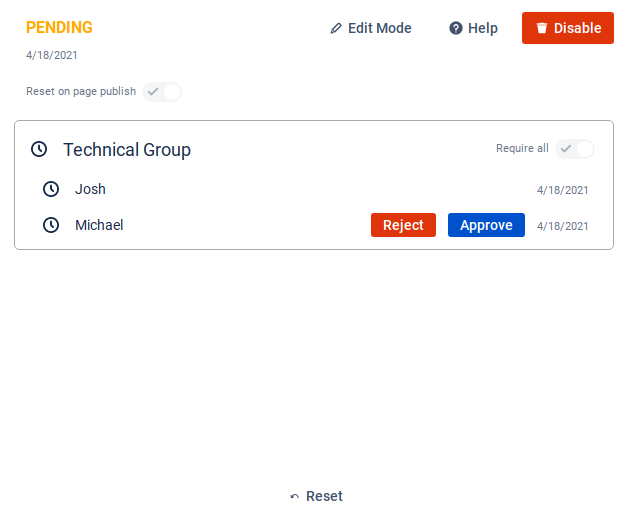 PENDING
Edit Mode
Help
Disable
4/18/2021
Reset on page publish
Technical Group
Require all
Josh
4/18/2021
Michael
Reject
Approve
4/18/2021
Reset